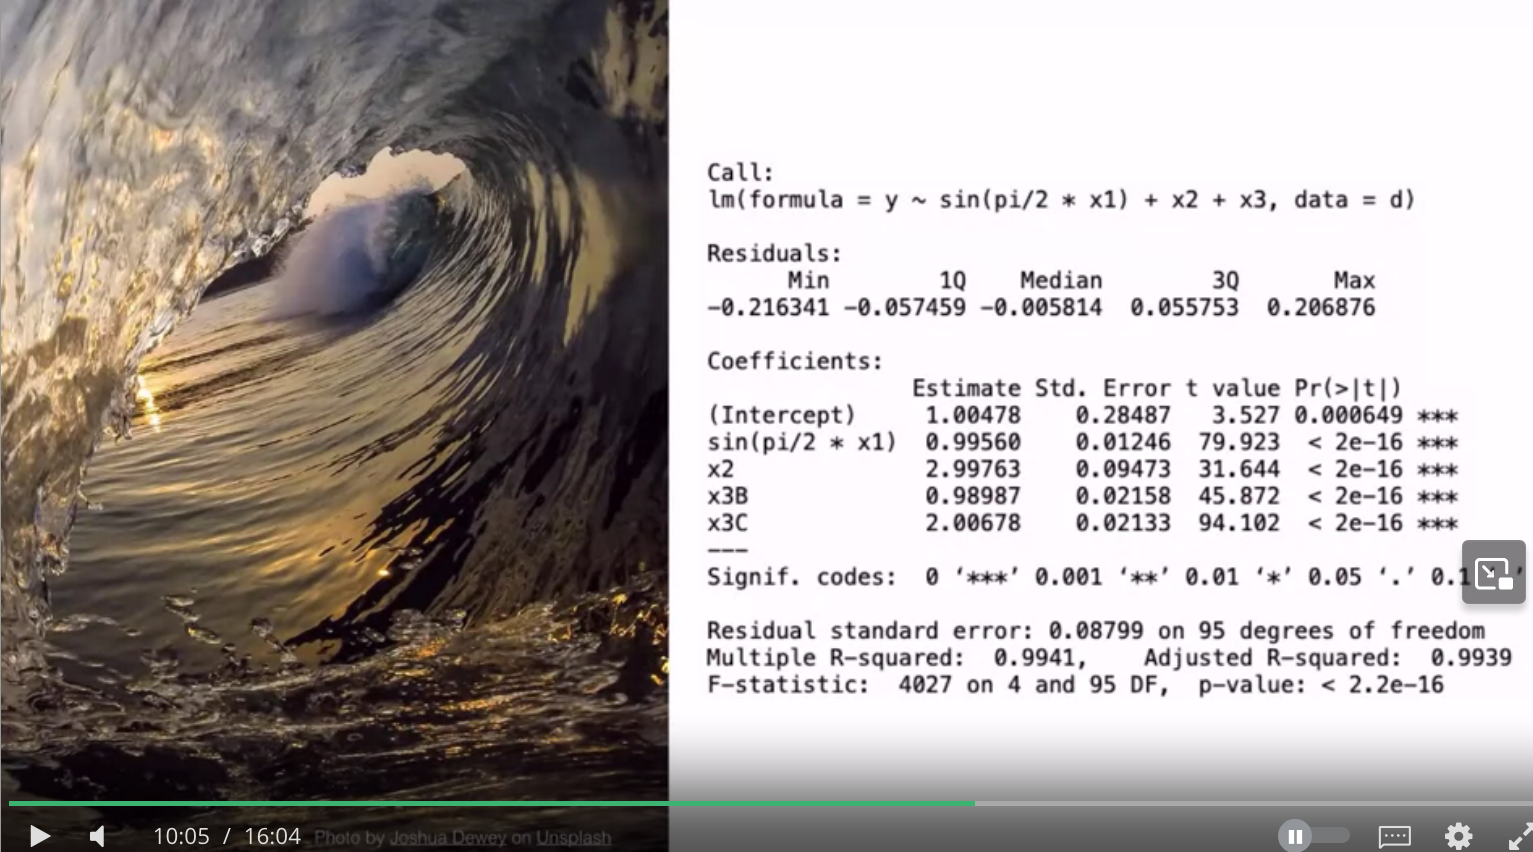 Call:
lm(formula = y ~ sin(pi/2 * x1) + x2 + x3, data = d)
Residuals:
Min 1Q Median 3Q Max
-0.216341 -0.057459 -0.005814 0.055753 0.206876
Coefficients:
Estimate Std. Error t value Pr(>|t|)
(Intercept) 1.00478 0.28487 3.527 0.000649 ***
sin(pi/2 * x1) 0.99560 0.01246 79.923 < 2e-16 ***
x2 2.99763 0.09473 31.644 < 2e-16 ***
x3B 0.98987 0.02158 45.872 < 2e-16 ***
x3C 2.00678 0.02133 94.102 < 2e-16 ***
---
Signif. codes: 0 ‘***’ 0.001 ‘**’ 0.01 ‘*’ 0.05 ‘.’ 0.1
Residual standard error: 0.08799 on 95 degrees of freedom
Multiple R-squared: 0.9941, Adjusted R-squared: 0.9939
F-statistic: 4027 on 4 and 95 DF, p-value: < 2.2e-16
10:05 / 16:04 Photo by Joshua Dewey on Unsplash